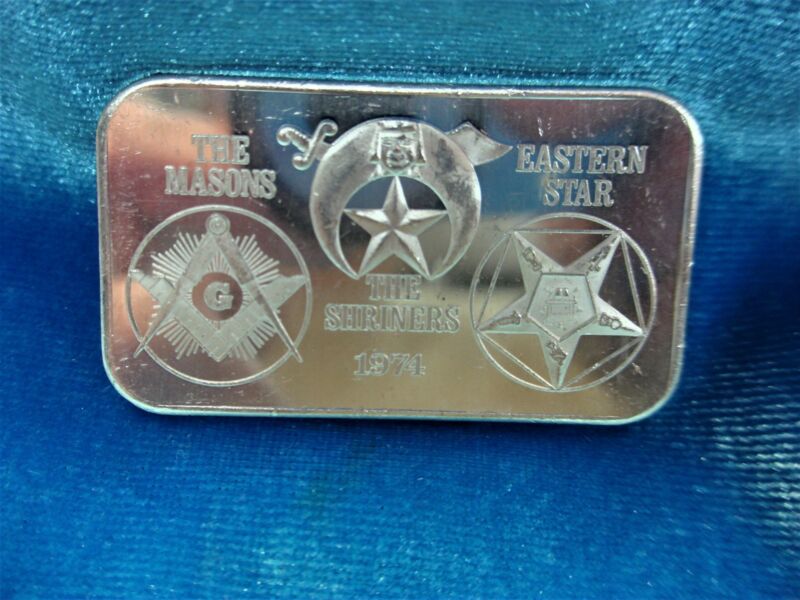 THE
MASONS
G
THE
SHRINERS
1974
EASTERN
STAR